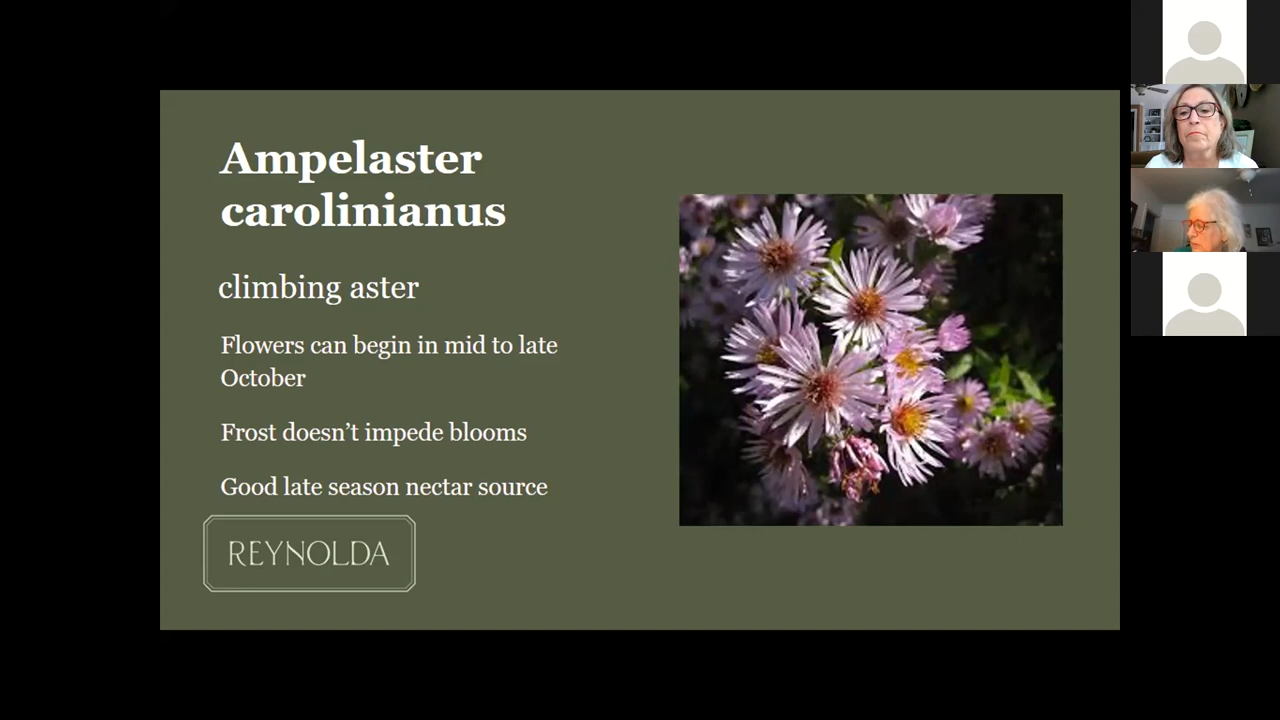 Ampelaster
carolinianus
climbing aster
Flowers can begin in mid to late
October
Frost doesn’t impede blooms
Good late season nectar source
REYNOLDA